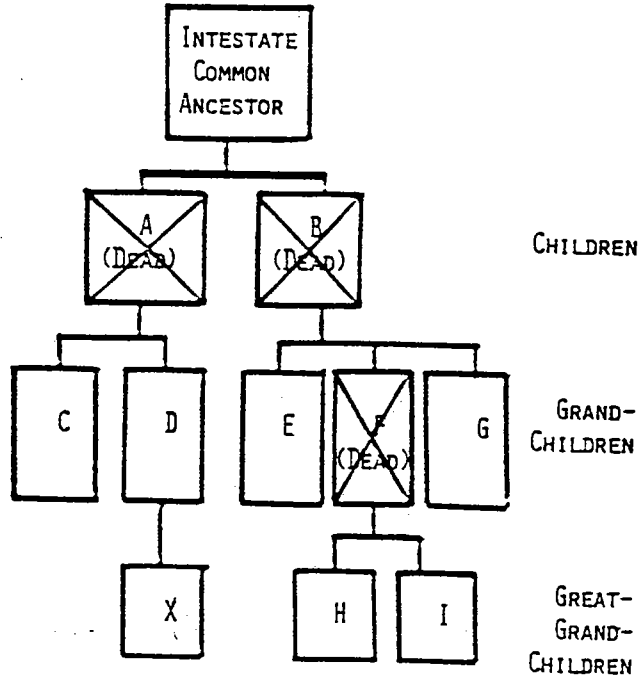 INTESTATE
COMMON
ANCESTOR
A
(DEAD)
B
(DEAD)
CHILDREN
C
D
E
F
(DEAD)
G
GRAND-
CHILDREN
X
H
I
GREAT-
GRAND-
CHILDREN